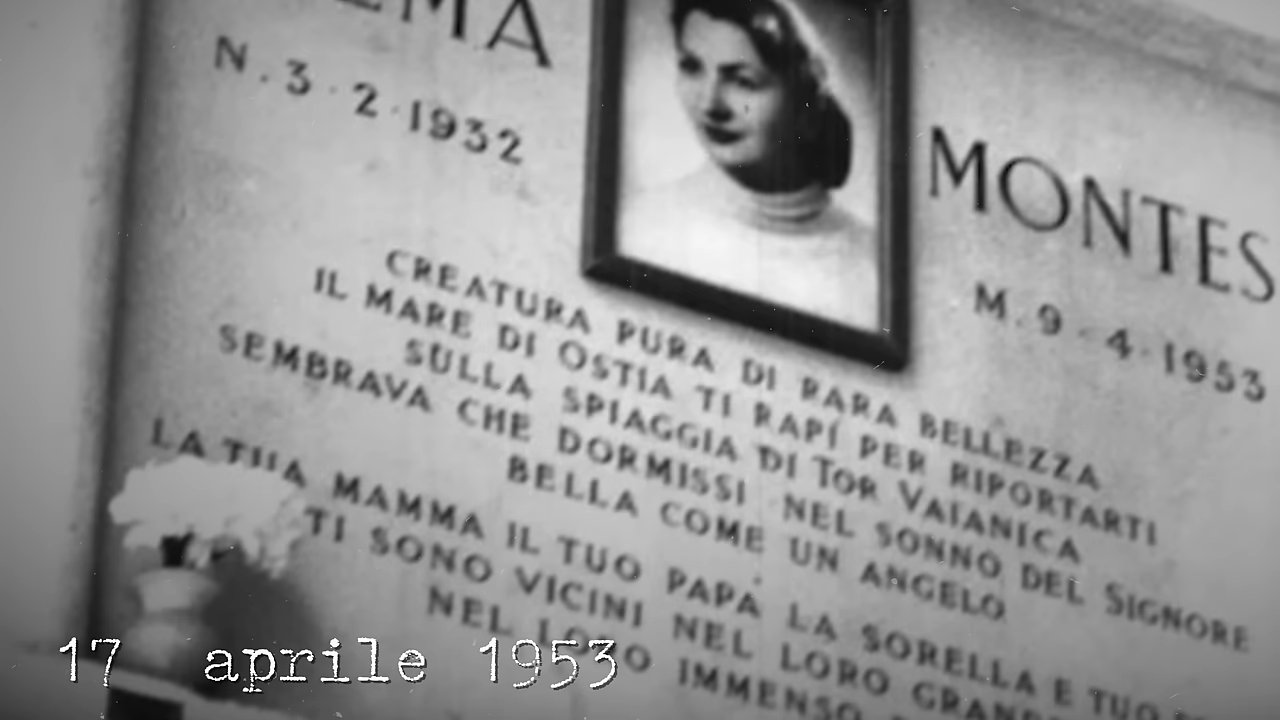 N. 3. 2. 1932
MONTES
M. 9 - 4. 1953
CREATURA PURA DI RARA BELLEZZA
IL MARE DI OSTIA TI RAPÍ PER RIPORTARTI
SULLA SPIAGGIA DI TOR VAIANICA
SEMBRAVA CHE DORMISSI NEL SONNO DEL SIGNORE
BELLA COME UN ANGELO
LA TUA MAMMA IL TUO PAPÀ LA SORELLA E TUO
TI SONO VICINI NEL LORO
NEL LORO IMMENSO
17 aprile 1953